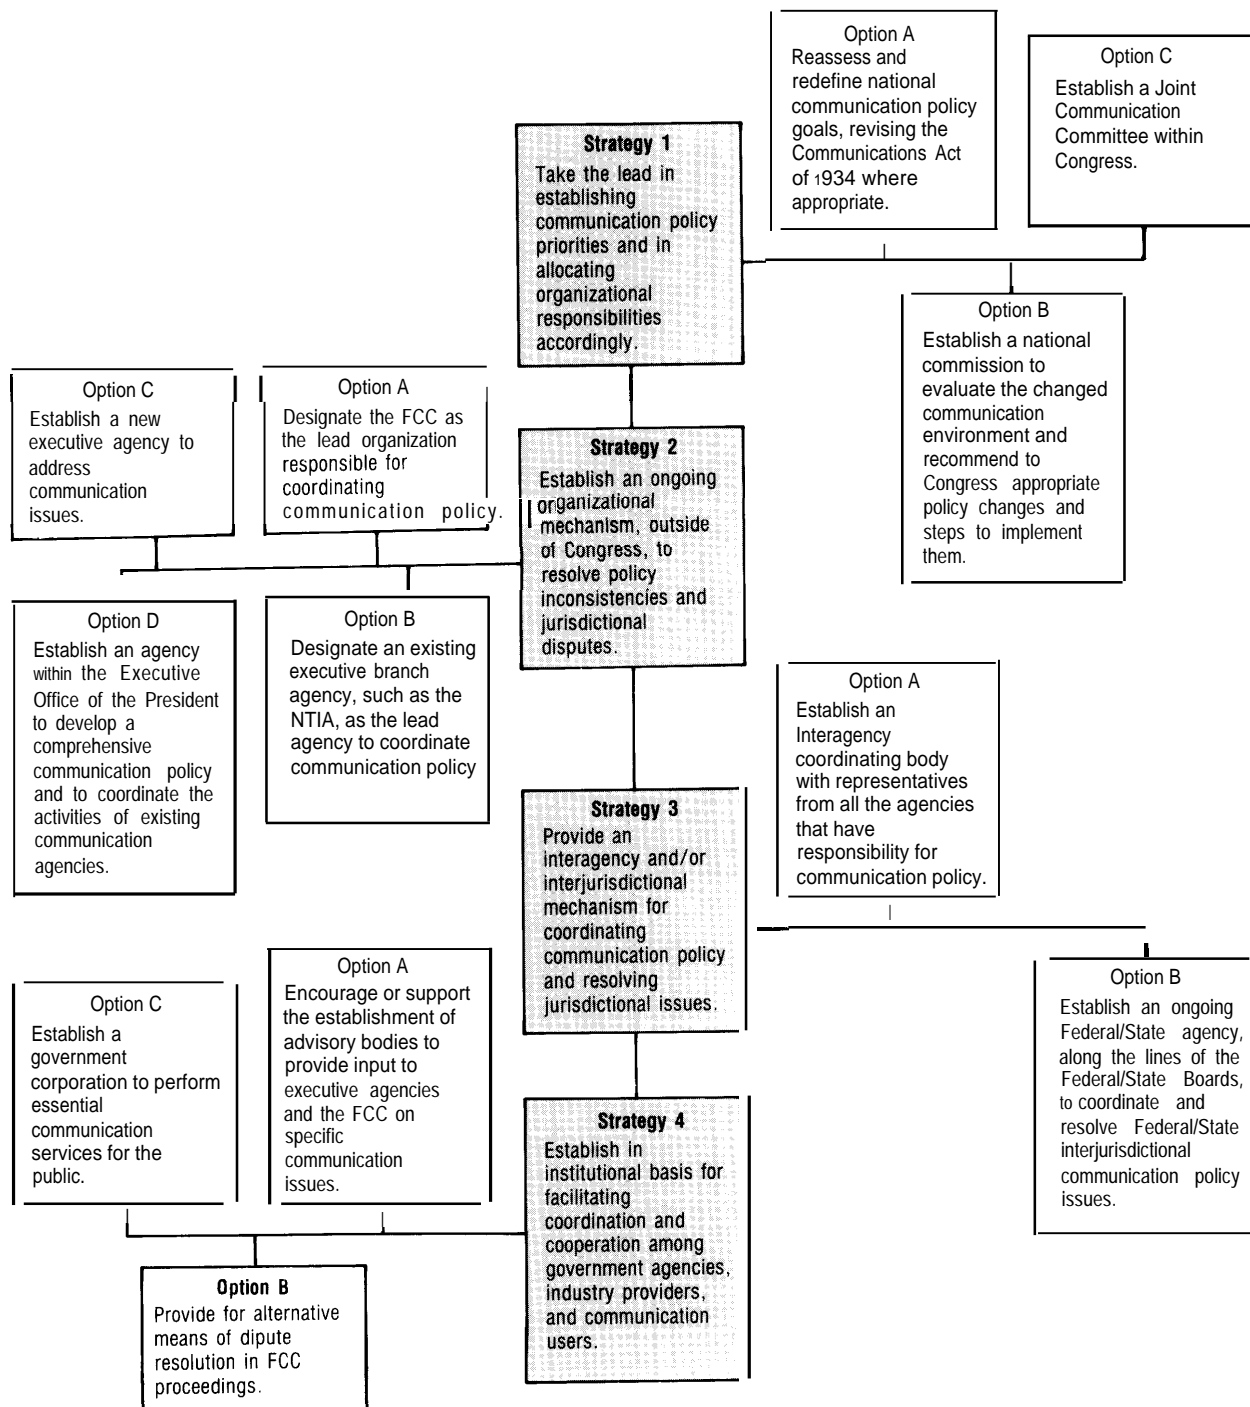 Option A
Reassess and
redefine national
communication policy
goals, revising the
Communications Act
of 1934 where
appropriate.
Option C
Establish a Joint
Communication
Committee within
Congress.
Strategy 1
Take the lead in
establishing
communication policy
priorities and in
allocating
organizational
responsibilities
accordingly.
Option B
Establish a national
commission to
evaluate the changed
communication
environment and
recommend to
Congress appropriate
policy changes and
steps to implement
them.
Option C
Establish a new
executive agency to
address
communication
issues.
Option A
Designate the FCC as
the lead organization
responsible for
coordinating
communication policy.
Strategy 2
Establish an ongoing
organizational
mechanism, outside
of Congress, to
resolve policy
inconsistencies and
jurisdictional
disputes.
Option D
Establish an agency
within the Executive
Office of the President
to develop a
comprehensive
communication policy
and to coordinate the
activities of existing
communication
agencies.
Option B
Designate an existing
executive branch
agency, such as the
NTIA, as the lead
agency to coordinate
communication policy
Option A
Establish an
Interagency
coordinating body
with representatives
from all the agencies
that have
responsibility for
communication policy.
Strategy 3
Provide an
interagency and/or
interjurisdictional
mechanism for
coordinating
communication policy
and resolving
jurisdictional issues.
Option B
Establish an ongoing
Federal/State agency,
along the lines of the
Federal/State Boards,
to coordinate and
resolve Federal/State
interjurisdictional
communication policy
issues.
Option C
Establish a
government
corporation to perform
essential
communication
services for the
public.
Option A
Encourage or support
the establishment of
advisory bodies to
provide input to
executive agencies
and the FCC on
specific
communication
issues.
Strategy 4
Establish in
institutional basis for
facilitating
coordination and
cooperation among
government agencies,
industry providers,
and communication
users.
Option B
Provide for alternative
means of dipute
resolution in FCC
proceedings.